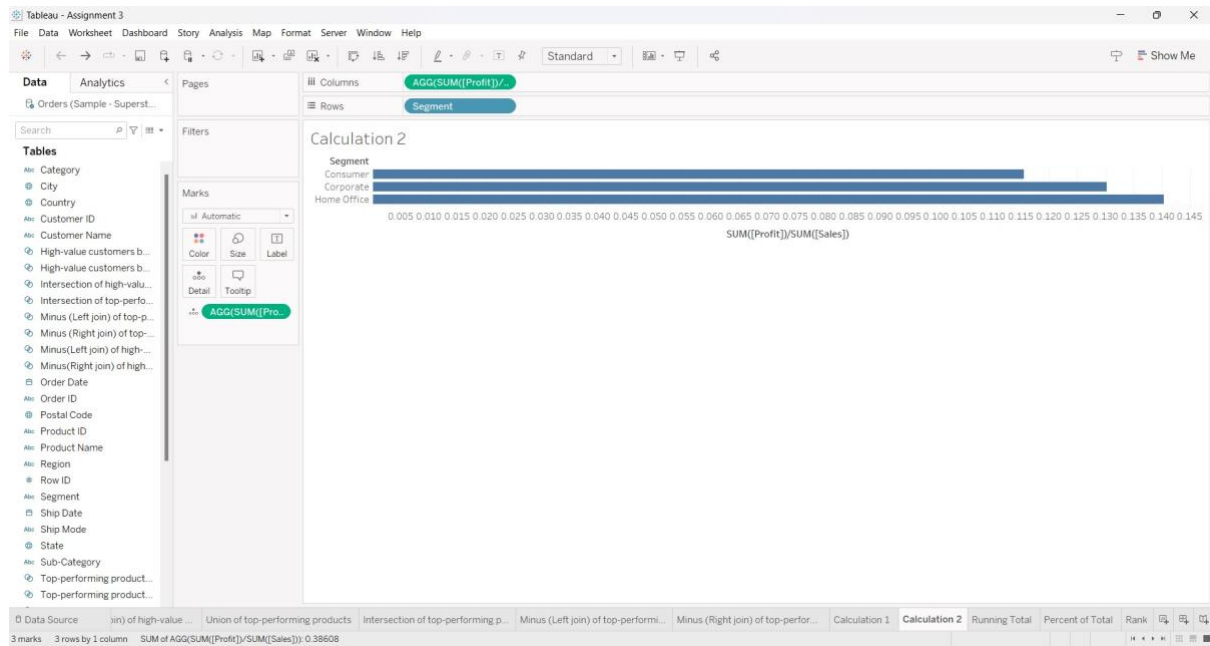 Tableau - Assignment 3
File Data Worksheet Dashboard Story Analysis Map Format Server Window Help
Standard
Show Me
Data Analytics
Pages
Columns AGG(SUM([Profit])/..
Orders (Sample - Superst...
Rows Segment
Search
Filters
Calculation 2
Tables
Abc Category
City
Country
Abc Customer ID
Abc Customer Name
High-value customers b...
High-value customers b...
Intersection of high-valu...
Intersection of top-perfo...
Minus (Left join) of top-p...
Minus (Right join) of top-...
Minus(Left join) of high-...
Minus(Right join) of high...
Order Date
Abc Order ID
Postal Code
Abc Product ID
Abc Product Name
Abc Region
Row ID
Abc Segment
Ship Date
Abc Ship Mode
State
Abc Sub-Category
Top-performing product...
Top-performing product...
Marks
Automatic
Color Size Label
Detail Tooltip
AGG(SUM([Pro..
Segment
Consumer
Corporate
Home Office
0.005 0.010 0.015 0.020 0.025 0.030 0.035 0.040 0.045 0.050 0.055 0.060 0.065 0.070 0.075 0.080 0.085 0.090 0.095 0.100 0.105 0.110 0.115 0.120 0.125 0.130 0.135 0.140 0.145
SUM([Profit])/SUM([Sales])
Data Source in) of high-value ... Union of top-performing products Intersection of top-performing p... Minus (Left join) of top-performi... Minus (Right join) of top-perfor... Calculation 1 Calculation 2 Running Total Percent of Total Rank
3 marks 3 rows by 1 column SUM of AGG(SUM([Profit])/SUM([Sales])): 0.38608